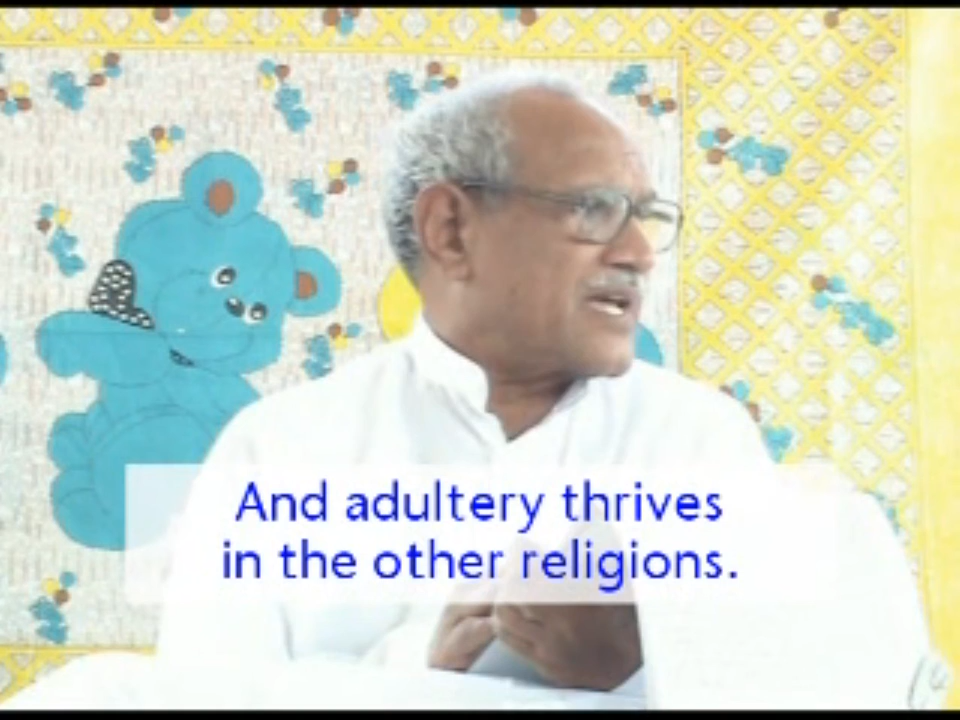 And adultery thrives
in the other religions.